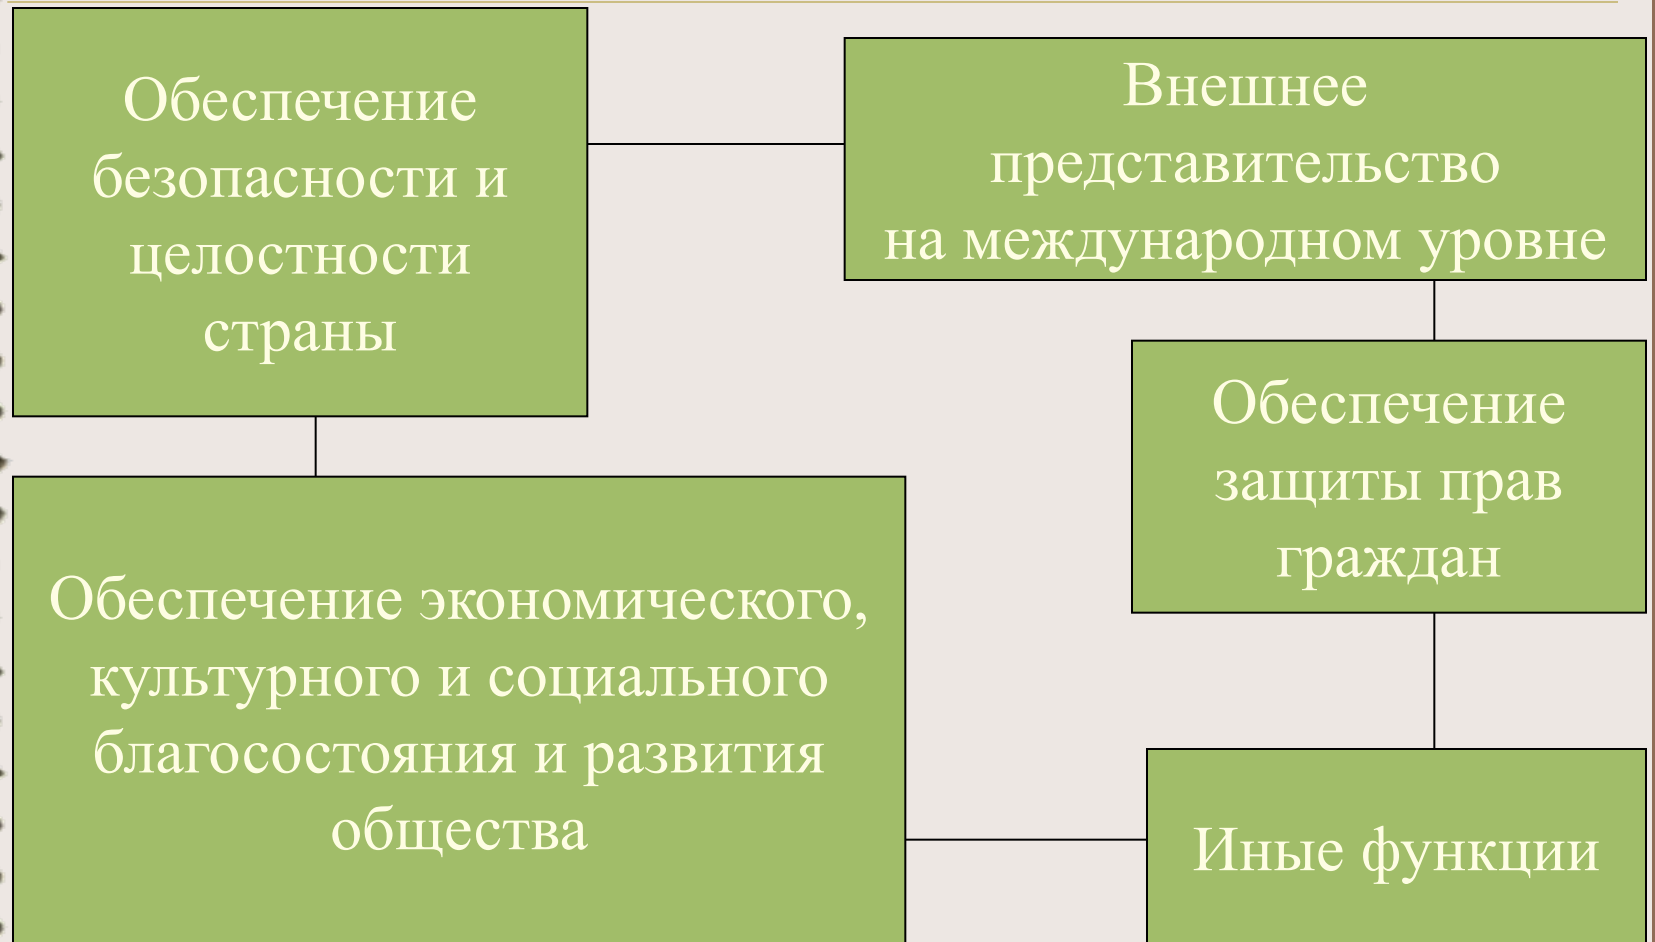 Обеспечение
безопасности и
целостности
страны
Внешнее
представительство
на международном уровне
Обеспечение
защиты прав
граждан
Обеспечение экономического,
культурного и социального
благосостояния и развития
общества
Иные функции